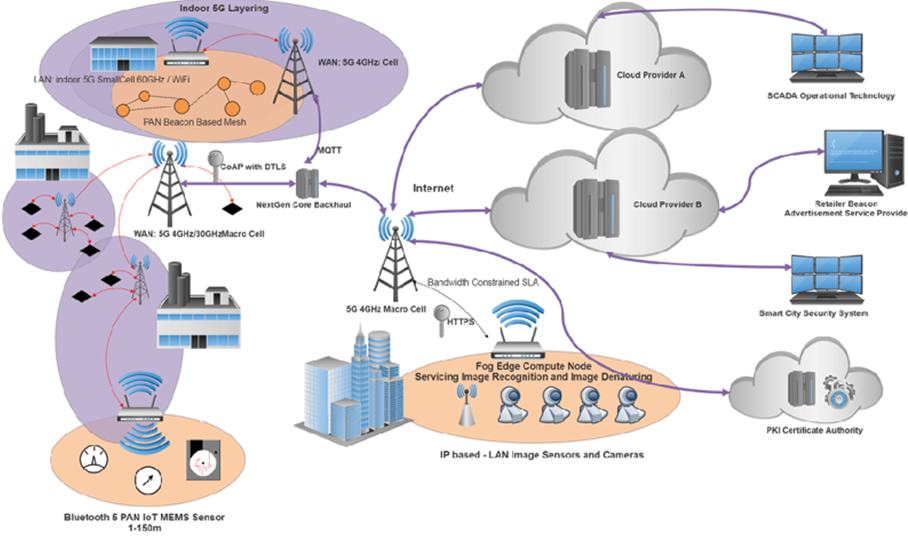 Indoor 5G Layering
WAN: 5G 4GHz/ Cell
LAN: indoor 5G SmallCell 60GHz / WiFi
PAN Beacon Based Mesh
Cloud Provider A
SCADA Operational Technology
MQTT
CoAP with DTLS
NextGen Core Backhaul
WAN: 5G 4GHz/30GHzMacro Cell
Internet
Cloud Provider B
Retailer Beacon
Advertisement Service Provide
Bandwidth Constrained SLA
5G 4GHz Macro Cell
HTTPS
Smart City Security System
Fog Edge Compute Node
Servicing Image Recognition and Image Denaturing
PKI Certificate Authority
IP based - LAN Image Sensors and Cameras
Bluetooth 5 PAN IoT MEMS Sensor
1-150m